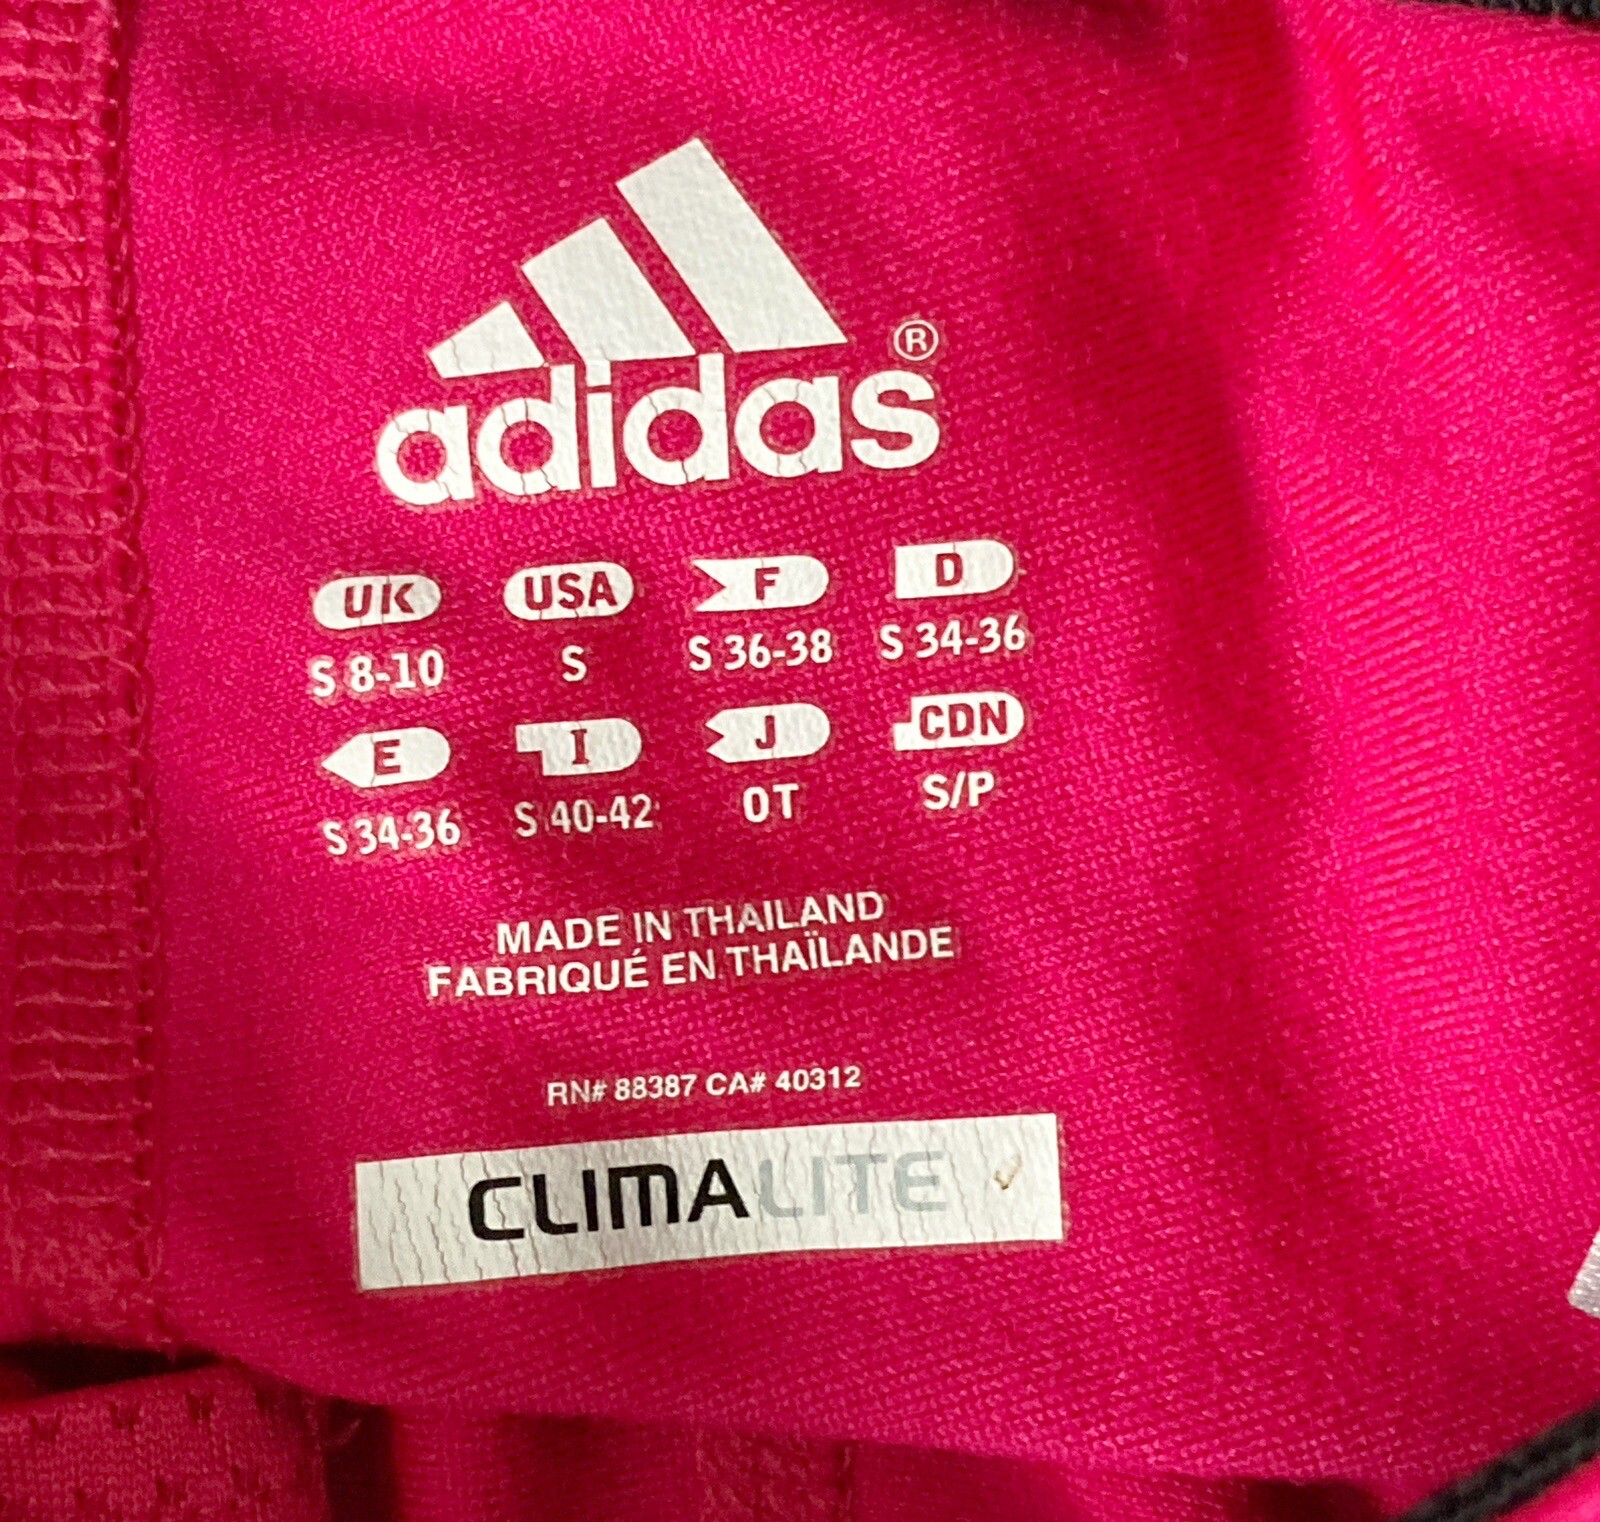 adidas®
UK USA F D
S 8-10 S S 36-38 S 34-36
E I J CDN
S 34-36 S 40-42 OT S/P
MADE IN THAILAND
FABRIQUÉ EN THAÏLANDE
RN# 88387 CA# 40312
CLIMALITE